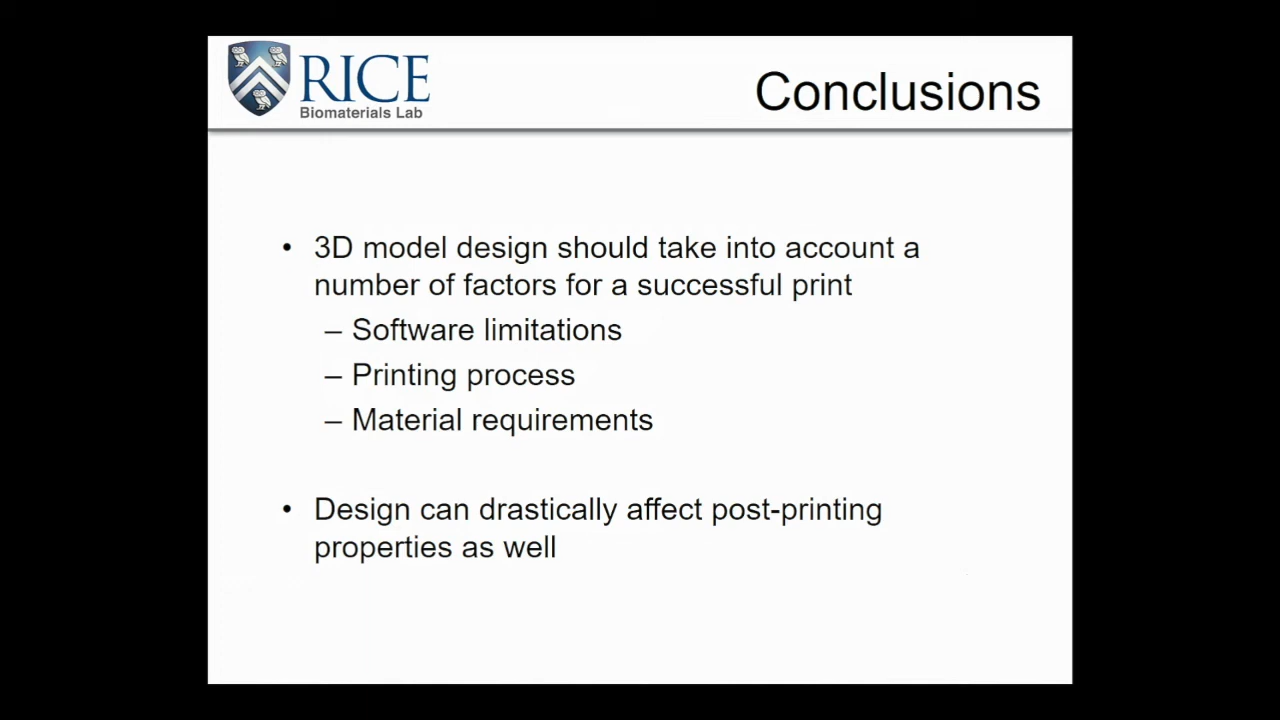 RICE
Biomaterials Lab
Conclusions
• 3D model design should take into account a
number of factors for a successful print
– Software limitations
– Printing process
– Material requirements
• Design can drastically affect post-printing
properties as well